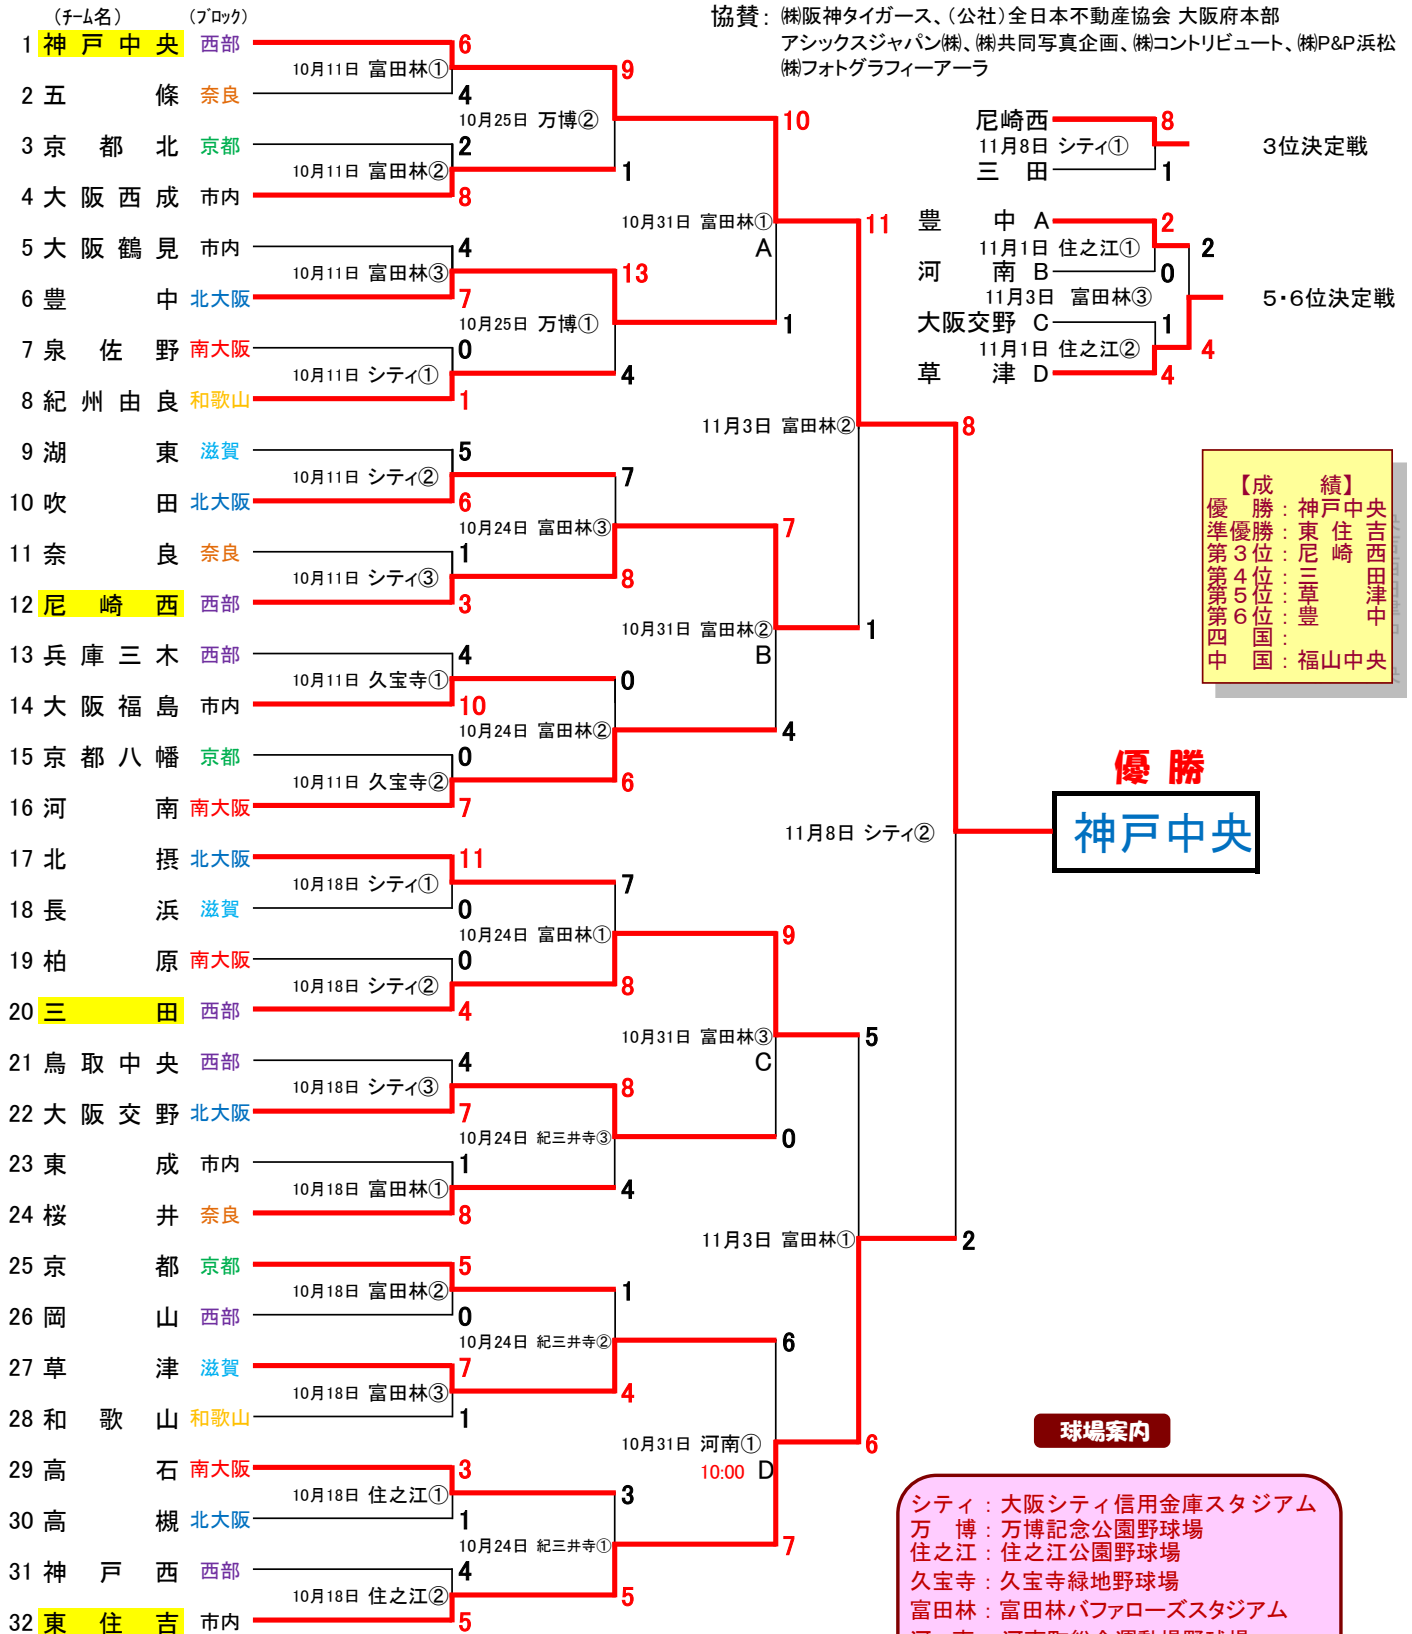 （ﾁｰﾑ名） （ﾌﾞﾛｯｸ）
協賛： ㈱阪神タイガース、（公社）全日本不動産協会 大阪府本部
アシックスジャパン㈱、㈱共同写真企画、㈱コントリビュート、㈱P&P浜松
㈱フォトグラフィーアーラ
1 神戸中央 西部 6
10月11日 富田林① 9
2 五條 奈良 4
10月25日 万博② 10
3 京都北 京都 2
10月11日 富田林② 1
4 大阪西成 市内 8
10月31日 富田林① 11
A
5 大阪鶴見 市内 4
10月11日 富田林③ 13
6 豊中 北大阪 7
10月25日 万博① 1
7 泉佐野 南大阪 0
10月11日 シティ① 4
8 紀州由良 和歌山 1
11月3日 富田林② 8
9 湖東 滋賀 5
10月11日 シティ② 7
10 吹田 北大阪 6
10月24日 富田林③ 7
11 奈良 奈良 1
10月11日 シティ③ 8
12 尼崎西 西部 3
10月31日 富田林② 1
B
13 兵庫三木 西部 4
10月11日 久宝寺① 0
14 大阪福島 市内 10
10月24日 富田林② 4
15 京都八幡 京都 0
10月11日 久宝寺② 6
16 河南 南大阪 7
11月8日 シティ②
17 北摂 北大阪 11
10月18日 シティ① 7
18 長浜 滋賀 0
10月24日 富田林① 9
19 柏原 南大阪 0
10月18日 シティ② 8
20 三田 西部 4
10月31日 富田林③ 5
C
21 鳥取中央 西部 4
10月18日 シティ③ 8
22 大阪交野 北大阪 7
10月24日 紀三井寺③ 0
23 東成 市内 1
10月18日 富田林① 4
24 桜井 奈良 8
11月3日 富田林① 2
25 京都 京都 5
10月18日 富田林② 1
26 岡山 西部 0
10月24日 紀三井寺② 6
27 草津 滋賀 7
10月18日 富田林③ 4
28 和歌山 和歌山 1
10月31日 河南① 6
10:00 D
29 高石 南大阪 3
10月18日 住之江① 3
30 高槻 北大阪 1
10月24日 紀三井寺① 7
31 神戸西 西部 4
10月18日 住之江② 5
32 東住吉 市内 5
尼崎西 8
11月8日 シティ① 3位決定戦
三田 1
豊中 A 2
11月1日 住之江① 2
河南 B 0
11月3日 富田林③ 5・6位決定戦
大阪交野 C 1
11月1日 住之江② 4
草津 D 4
【成績】
優勝：神戸中央
準優勝：東住吉
第3位：尼崎西
第4位：三田
第5位：草津
第6位：豊中
四国：
中国：福山中央
優勝
神戸中央
球場案内
シティ：大阪シティ信用金庫スタジアム
万博：万博記念公園野球場
住之江：住之江公園野球場
久宝寺：久宝寺緑地野球場
富田林：富田林バファローズスタジアム
河南：河南町総合運動場野球場